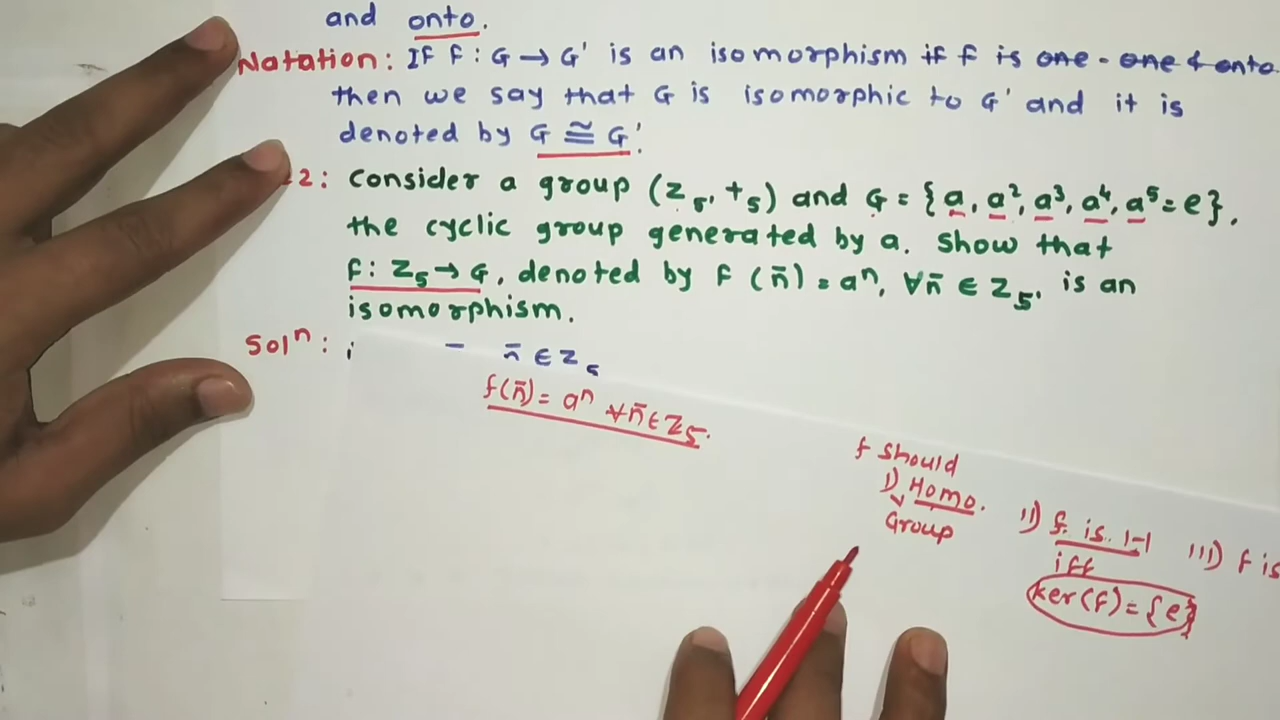 and onto.
Natation: If f : G → G' is an isomorphism if f is one - one & onto
then we say that G is isomorphic to G' and it is
denoted by G ≅ G'.
2: Consider a group (Z₅, +₅) and G = {a, a², a³, a⁴, a⁵ = e},
the cyclic group generated by a. Show that
f: Z₅ → G, denoted by f (n̄) = aⁿ, ∀n̄ ∈ Z₅, is an
isomorphism.
Solⁿ: i n̄ ∈ Z₅
f(n̄) = aⁿ ∀n̄ ∈ Z₅.
f should
i) Homo.
Group
ii) f is 1-1
iff
ker(f) = {e}
iii) f is